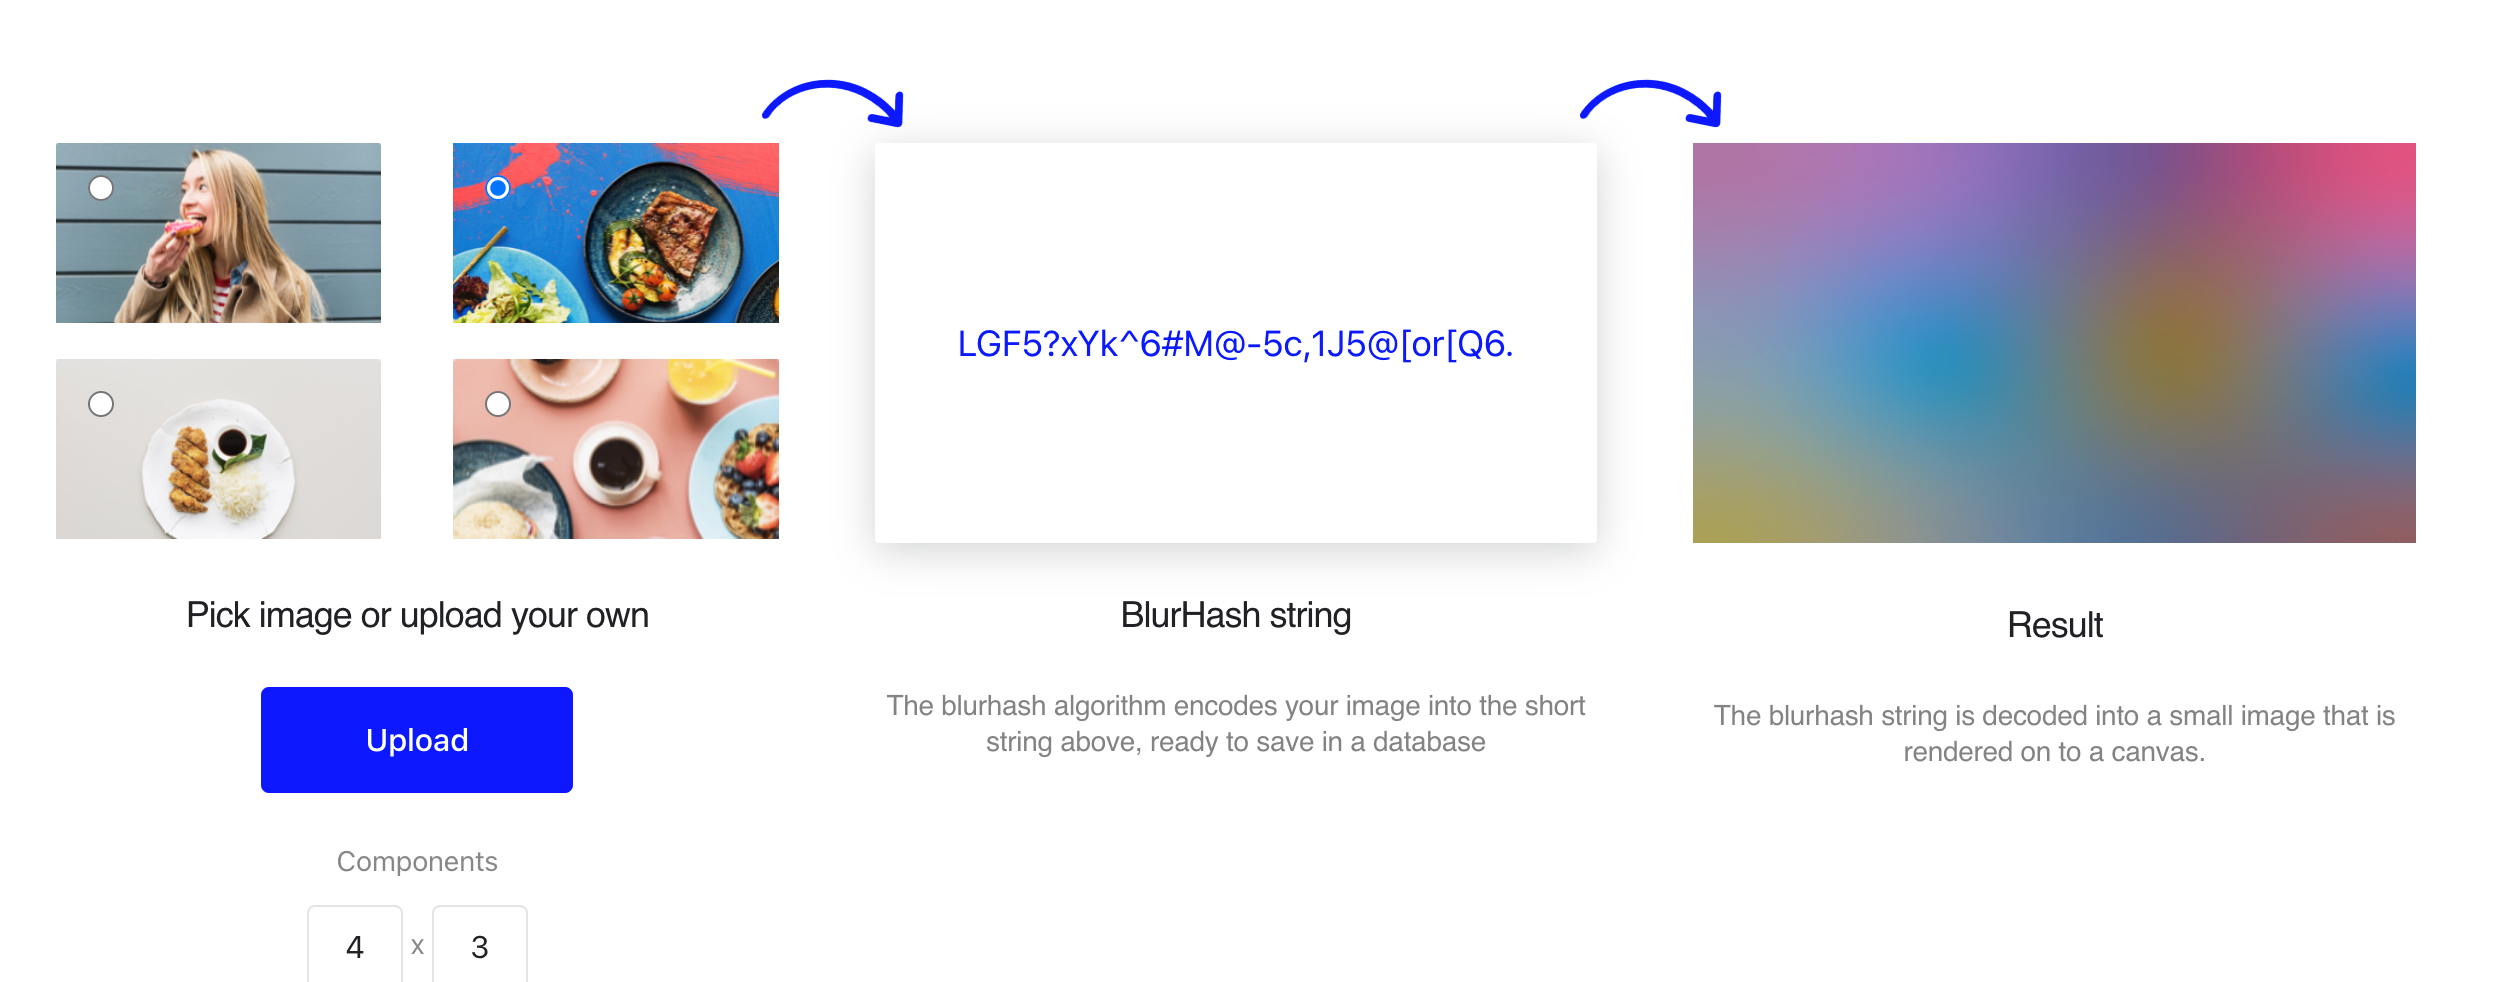 LGF5?xYk^6#M@-5c,1J5@[or[Q6.
Pick image or upload your own
Upload
Components
4 x 3
BlurHash string
The blurhash algorithm encodes your image into the short
string above, ready to save in a database
Result
The blurhash string is decoded into a small image that is
rendered on to a canvas.